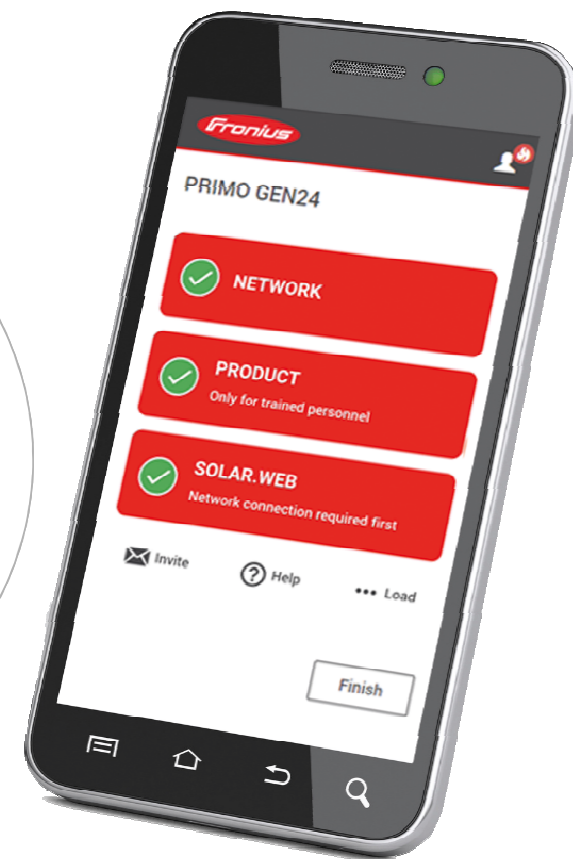 Fronius
PRIMO GEN24
NETWORK
PRODUCT
Only for trained personnel
SOLAR.WEB
Network connection required first
Invite
Help
Load
Finish